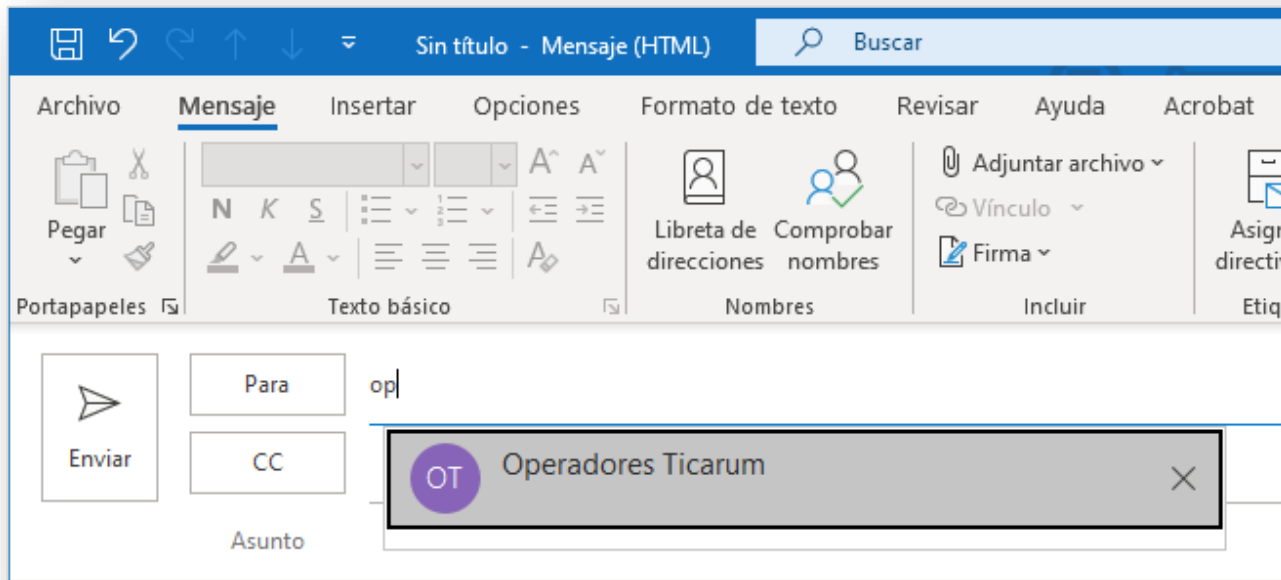 Sin título - Mensaje (HTML) Buscar
Archivo Mensaje Insertar Opciones Formato de texto Revisar Ayuda Acrobat
Pegar
N K S
A A
Libreta de direcciones
Comprobar nombres
Adjuntar archivo
Vínculo
Firma
Portapapeles Texto básico Nombres Incluir
Para op
Enviar
CC
OT Operadores Ticarum
Asunto